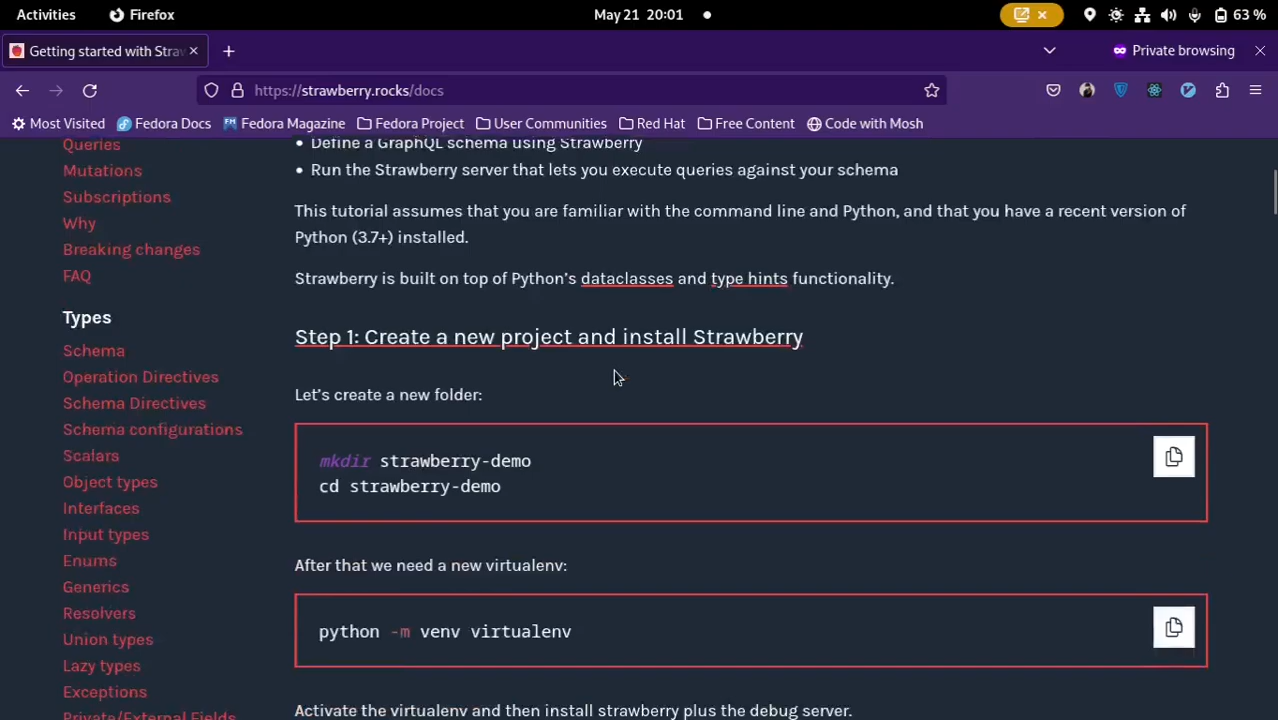 Activities Firefox May 21 20:01 63 %
Getting started with Straw
Private browsing
https://strawberry.rocks/docs
Most Visited Fedora Docs Fedora Magazine Fedora Project User Communities Red Hat Free Content Code with Mosh
Queries
Mutations
Subscriptions
Why
Breaking changes
FAQ
Types
Schema
Operation Directives
Schema Directives
Schema configurations
Scalars
Object types
Interfaces
Input types
Enums
Generics
Resolvers
Union types
Lazy types
Exceptions
Private/External Fields
• Define a GraphQL schema using Strawberry
• Run the Strawberry server that lets you execute queries against your schema
This tutorial assumes that you are familiar with the command line and Python, and that you have a recent version of
Python (3.7+) installed.
Strawberry is built on top of Python’s dataclasses and type hints functionality.
Step 1: Create a new project and install Strawberry
Let’s create a new folder:
mkdir strawberry-demo
cd strawberry-demo
After that we need a new virtualenv:
python -m venv virtualenv
Activate the virtualenv and then install strawberry plus the debug server.